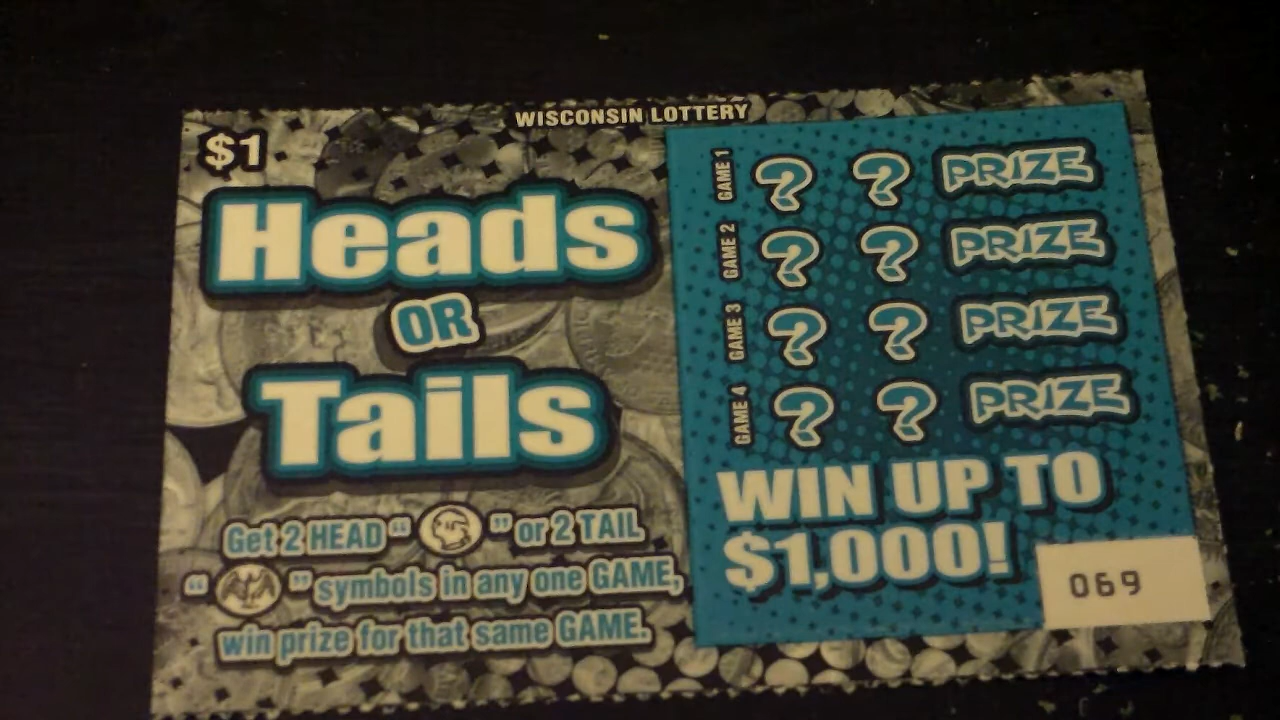 WISCONSIN LOTTERY
$1
Heads
OR
Tails
Get 2 HEAD “ ” or 2 TAIL
“ ” symbols in any one GAME,
win prize for that same GAME.
GAME 1 ? ? PRIZE
GAME 2 ? ? PRIZE
GAME 3 ? ? PRIZE
GAME 4 ? ? PRIZE
WIN UP TO
$1,000!
069